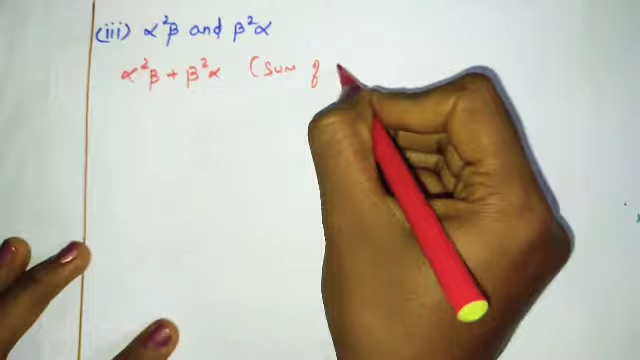 (iii) α²β and β²α
α²β + β²α (Sum of